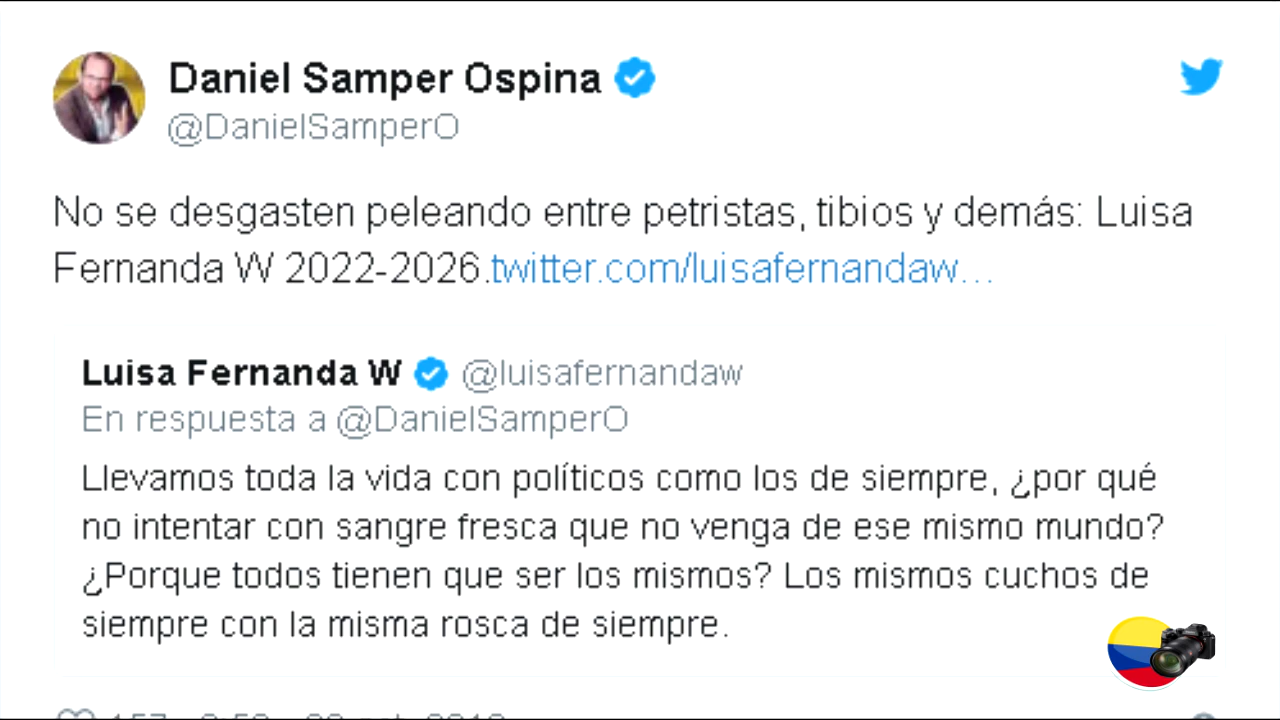 Daniel Samper Ospina
@DanielSamperO
No se desgasten peleando entre petristas, tibios y demás: Luisa
Fernanda W 2022-2026.twitter.com/luisafernandaw…
Luisa Fernanda W @luisafernandaw
En respuesta a @DanielSamperO
Llevamos toda la vida con políticos como los de siempre, ¿por qué
no intentar con sangre fresca que no venga de ese mismo mundo?
¿Porque todos tienen que ser los mismos? Los mismos cuchos de
siempre con la misma rosca de siempre.